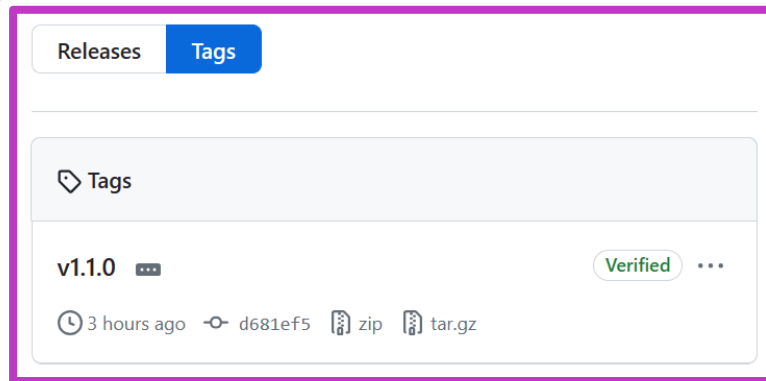 Releases Tags
Tags
v1.1.0 Verified
3 hours ago d681ef5 zip tar.gz